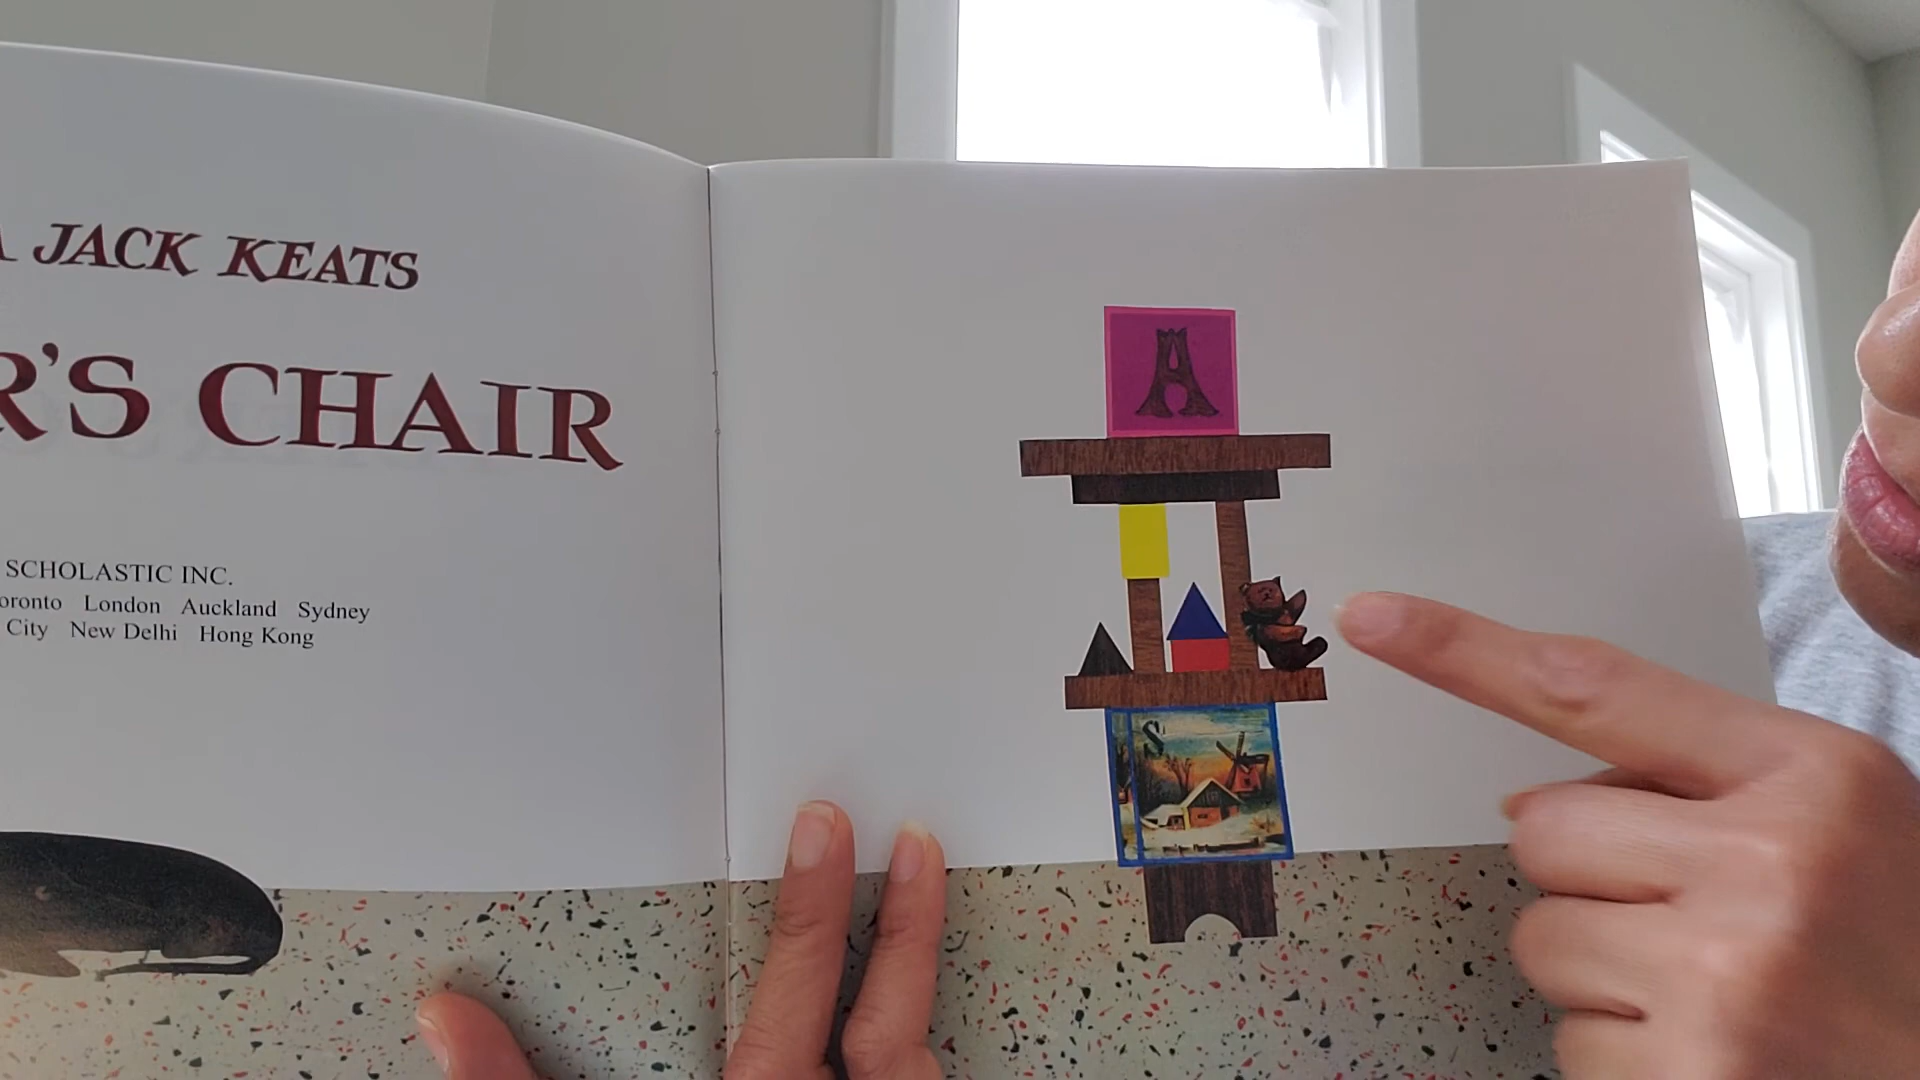 JACK KEATS
R'S CHAIR
SCHOLASTIC INC.
oronto London Auckland Sydney
City New Delhi Hong Kong
A
S